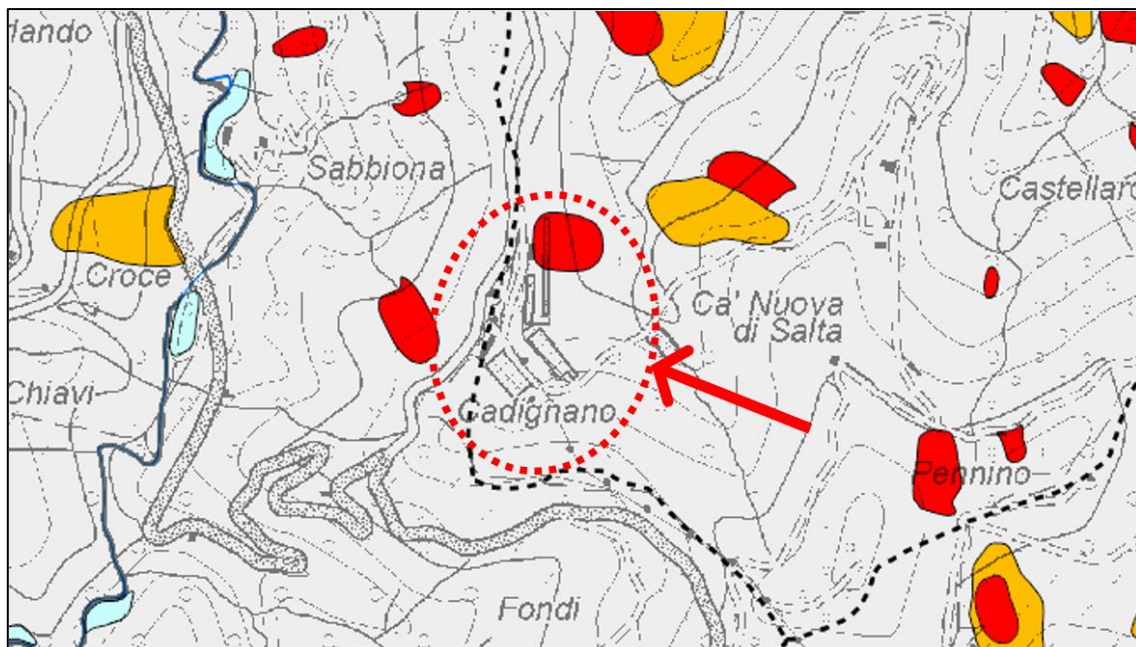 lando
Sabbiona
Castellaro
Croce
Ca' Nuova
di Salta
Chiavi
Cadignano
Pennino
Fondi